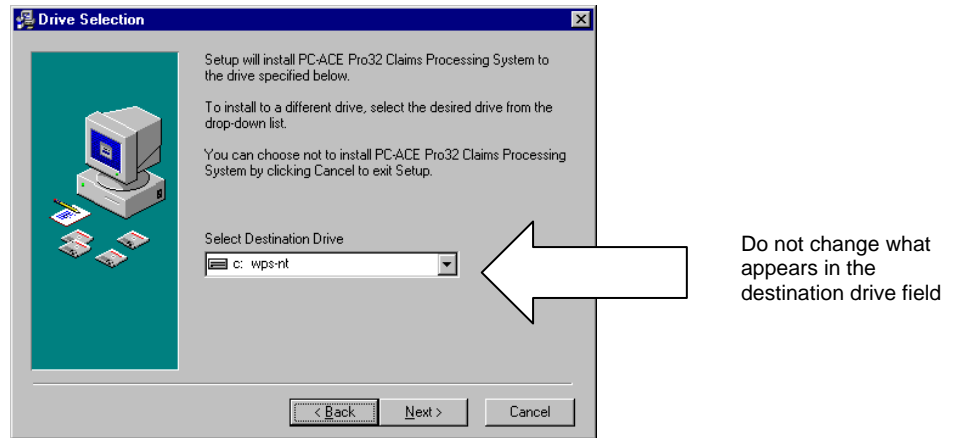 Drive Selection
Setup will install PC-ACE Pro32 Claims Processing System to
the drive specified below.
To install to a different drive, select the desired drive from the
drop-down list.
You can choose not to install PC-ACE Pro32 Claims Processing
System by clicking Cancel to exit Setup.
Select Destination Drive
c: wps-nt
Do not change what
appears in the
destination drive field
< Back
Next >
Cancel